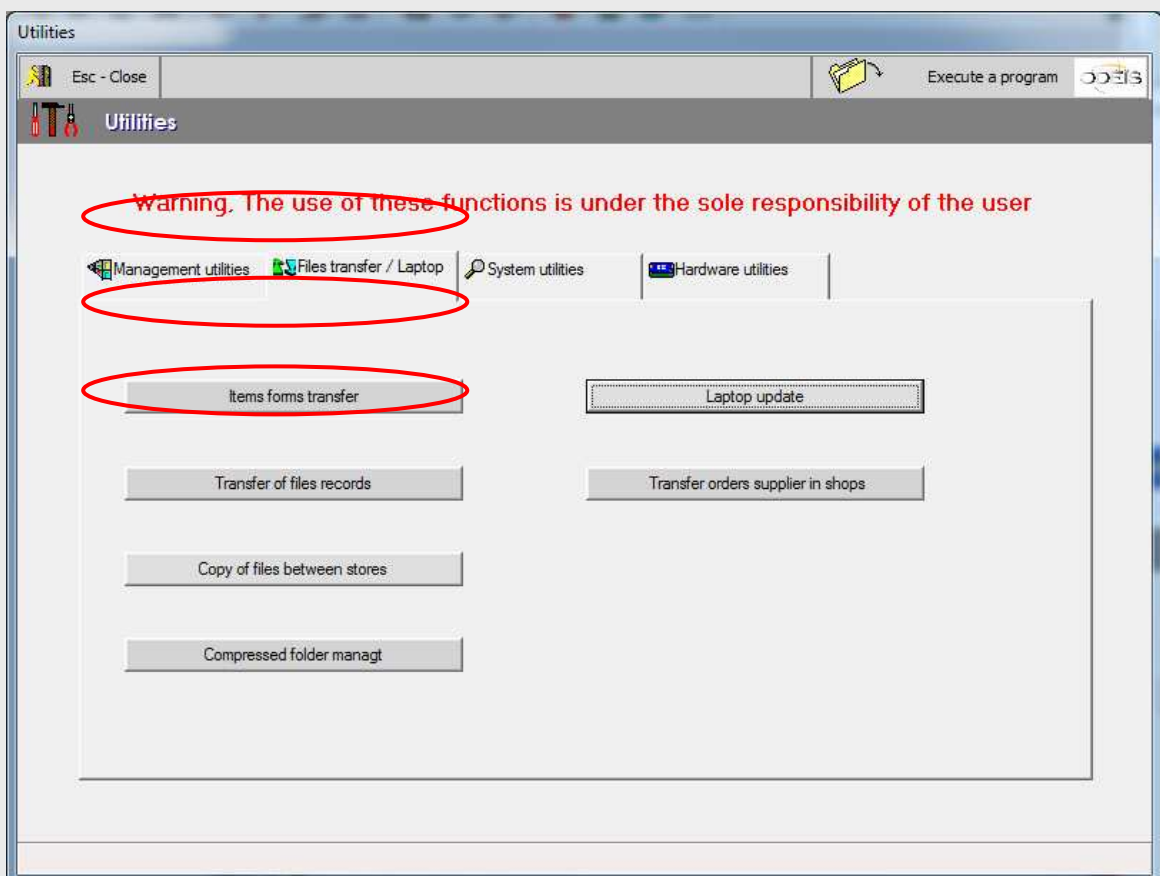 Utilities
Esc - Close
Execute a program
Utilities
Warning, The use of these functions is under the sole responsibility of the user
Management utilities
Files transfer / Laptop
System utilities
Hardware utilities
Items forms transfer
Laptop update
Transfer of files records
Transfer orders supplier in shops
Copy of files between stores
Compressed folder managt